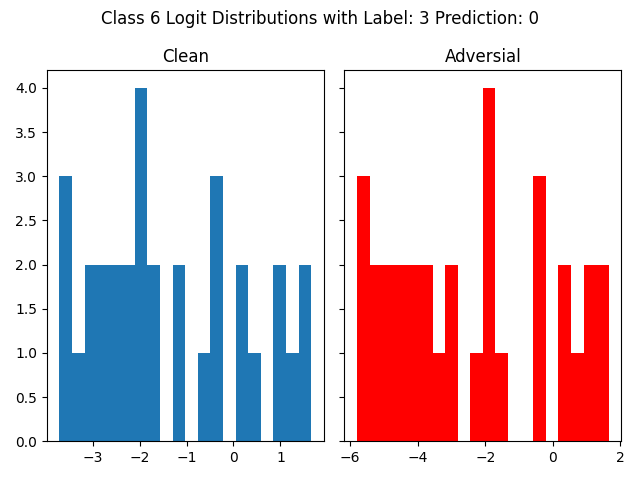 Class 6 Logit Distributions with Label: 3 Prediction: 0
Clean
Adversial
4.0
3.5
3.0
2.5
2.0
1.5
1.0
0.5
0.0
−3 −2 −1 0 1
−6 −4 −2 0 2